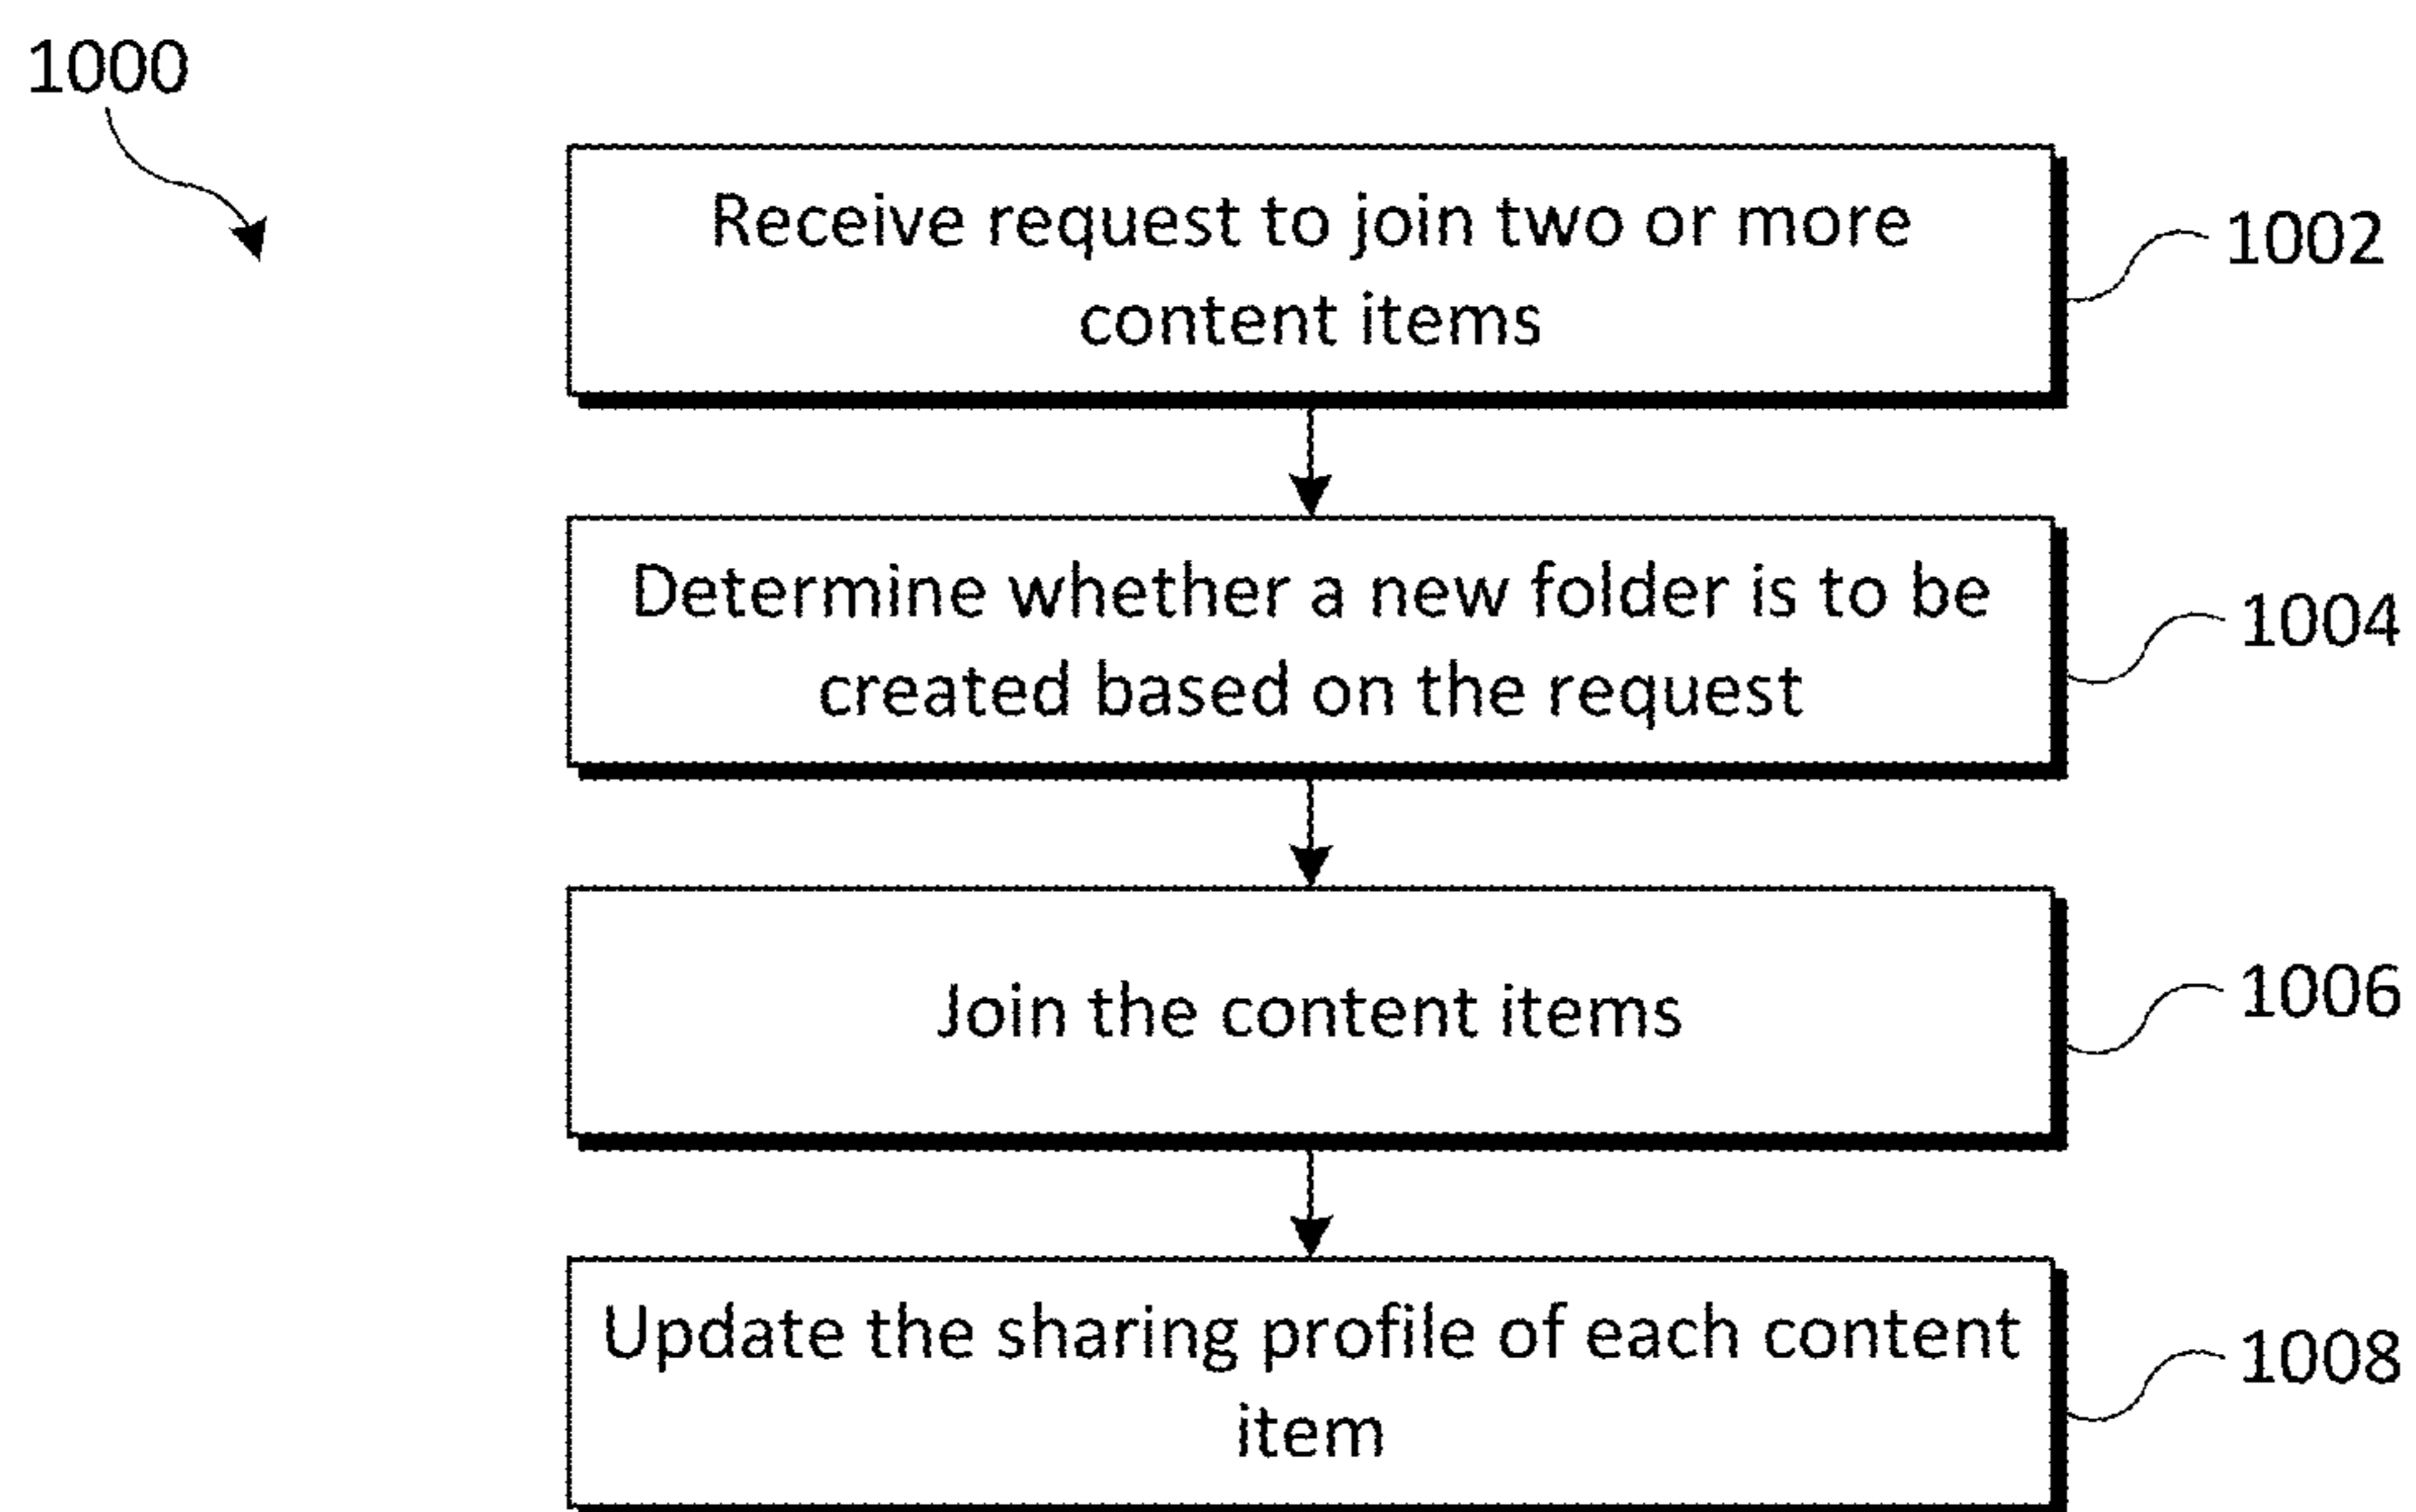 1000
Receive request to join two or more
content items
1002
Determine whether a new folder is to be
created based on the request
1004
Join the content items
1006
Update the sharing profile of each content
item
1008